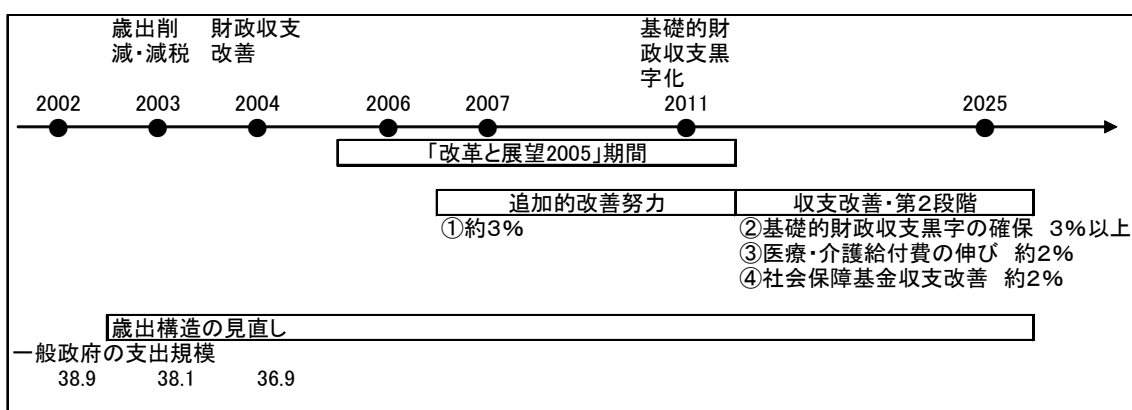 歳出削
減・減税
財政収支
改善
基礎的財
政収支黒
字化
2002 2003 2004 2006 2007 2011 2025
「改革と展望2005」期間
追加的改善努力 収支改善・第2段階
①約3%
②基礎的財政収支黒字の確保 3%以上
③医療・介護給付費の伸び 約2%
④社会保障基金収支改善 約2%
歳出構造の見直し
一般政府の支出規模
38.9 38.1 36.9